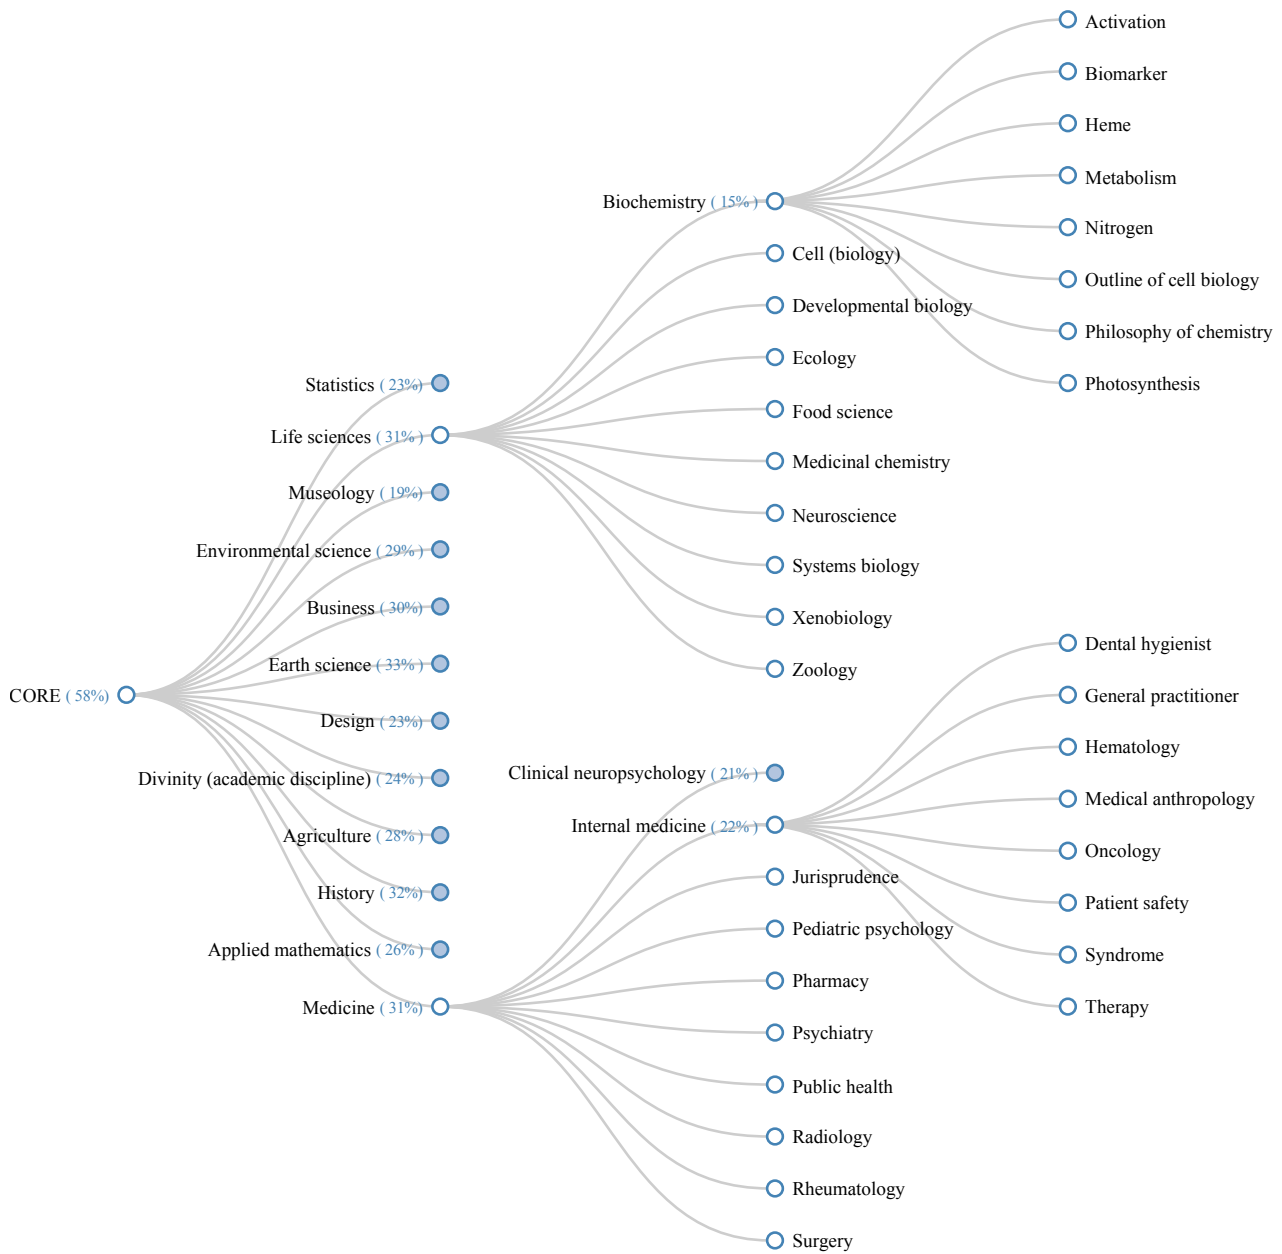 CORE ( 58%)
Statistics ( 23%)
Life sciences ( 31%)
Museology ( 19%)
Environmental science ( 29%)
Business ( 30%)
Earth science ( 33%)
Design ( 23%)
Divinity (academic discipline) ( 24%)
Agriculture ( 28%)
History ( 32%)
Applied mathematics ( 26%)
Medicine ( 31%)
Biochemistry ( 15%)
Cell (biology)
Developmental biology
Ecology
Food science
Medicinal chemistry
Neuroscience
Systems biology
Xenobiology
Zoology
Clinical neuropsychology ( 21%)
Internal medicine ( 22%)
Jurisprudence
Pediatric psychology
Pharmacy
Psychiatry
Public health
Radiology
Rheumatology
Surgery
Activation
Biomarker
Heme
Metabolism
Nitrogen
Outline of cell biology
Philosophy of chemistry
Photosynthesis
Dental hygienist
General practitioner
Hematology
Medical anthropology
Oncology
Patient safety
Syndrome
Therapy